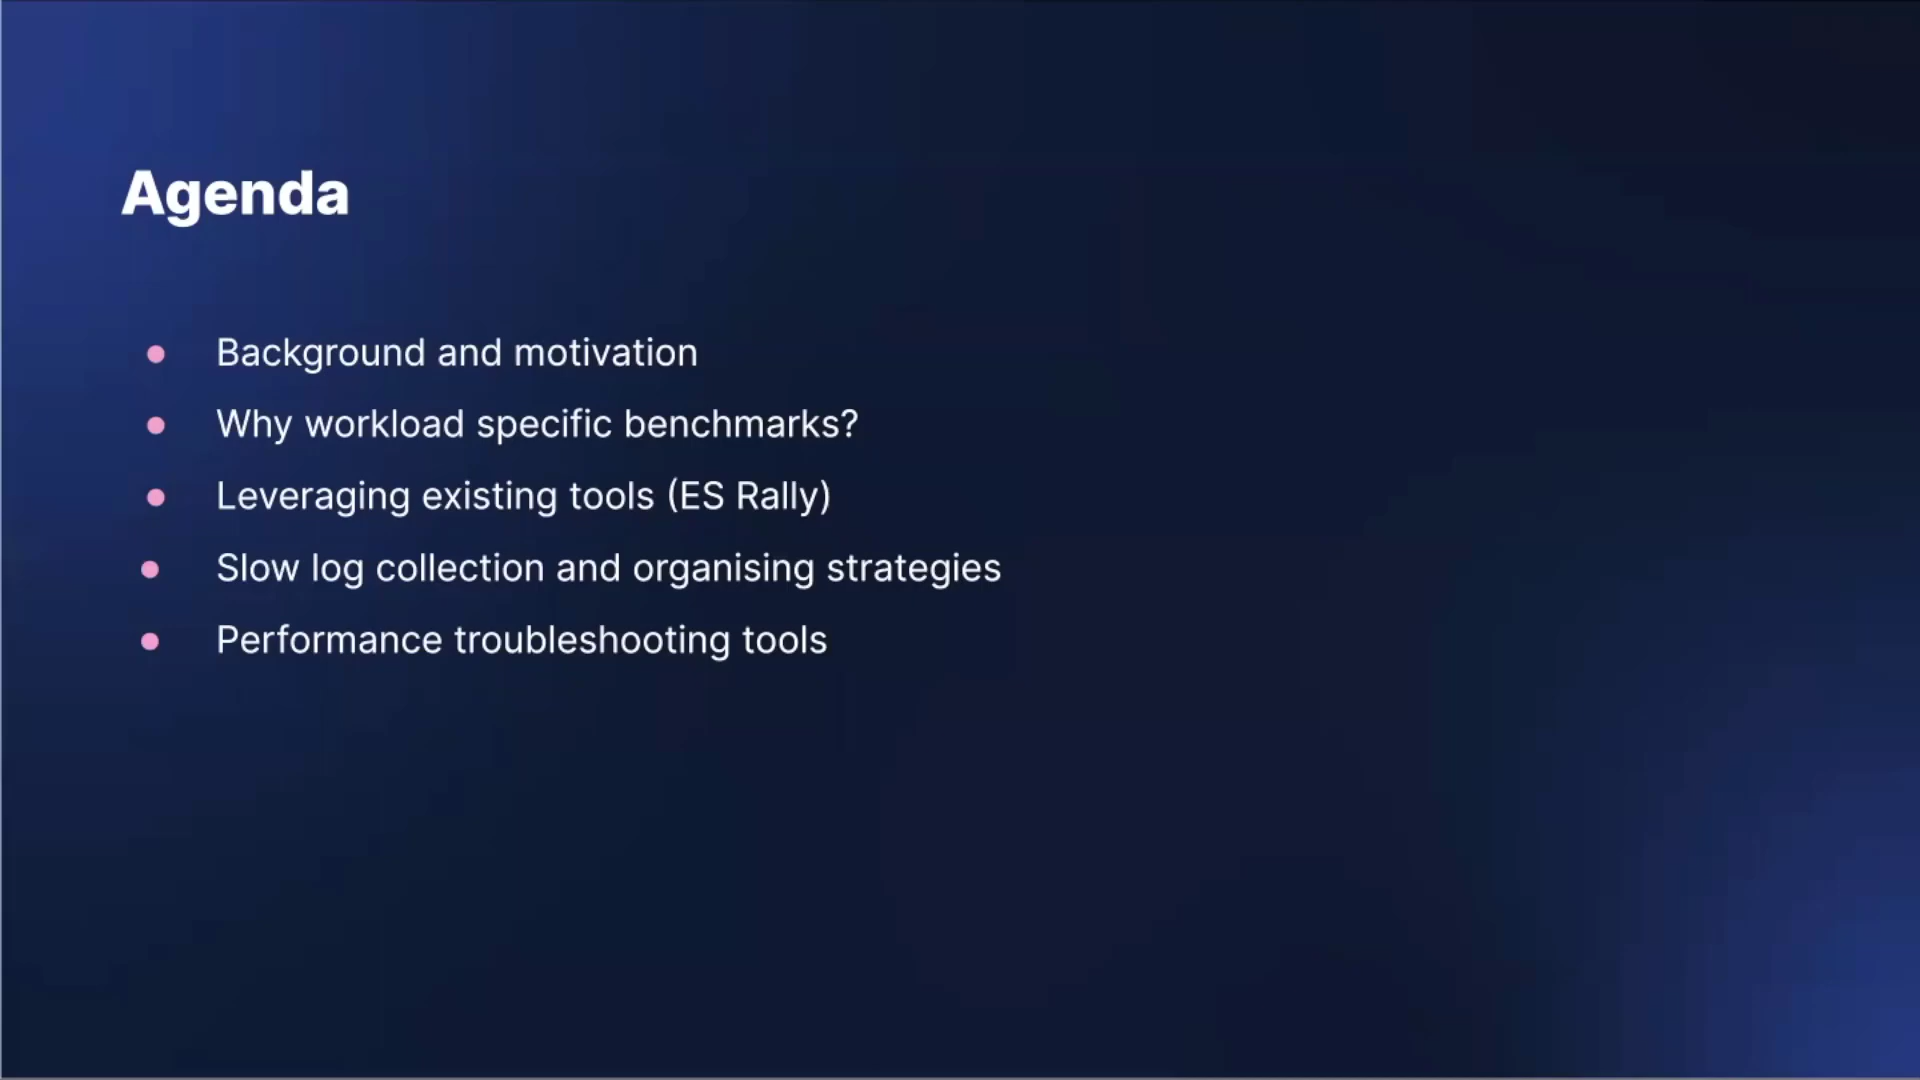 Agenda
Background and motivation
Why workload specific benchmarks?
Leveraging existing tools (ES Rally)
Slow log collection and organising strategies
Performance troubleshooting tools